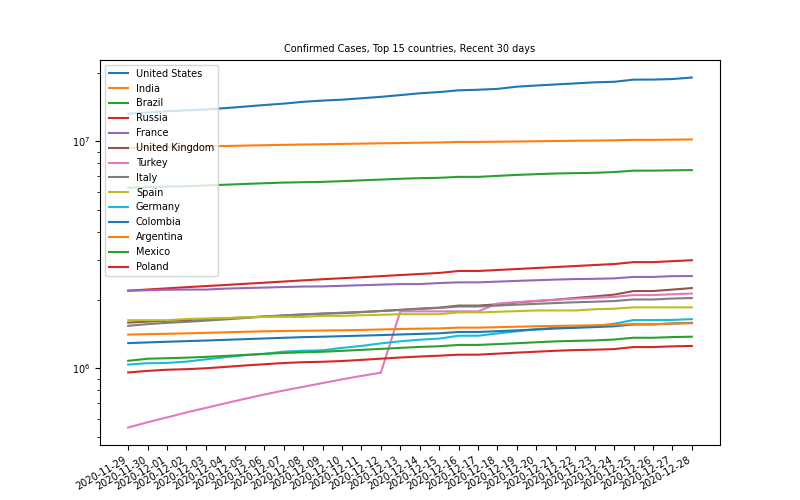 Confirmed Cases, Top 15 countries, Recent 30 days
United States
India
Brazil
Russia
France
United Kingdom
Turkey
Italy
Spain
Germany
Colombia
Argentina
Mexico
Poland
10⁷
10⁶
2020-11-29
2020-11-30
2020-12-01
2020-12-02
2020-12-03
2020-12-04
2020-12-05
2020-12-06
2020-12-07
2020-12-08
2020-12-09
2020-12-10
2020-12-11
2020-12-12
2020-12-13
2020-12-14
2020-12-15
2020-12-16
2020-12-17
2020-12-18
2020-12-19
2020-12-20
2020-12-21
2020-12-22
2020-12-23
2020-12-24
2020-12-25
2020-12-26
2020-12-27
2020-12-28